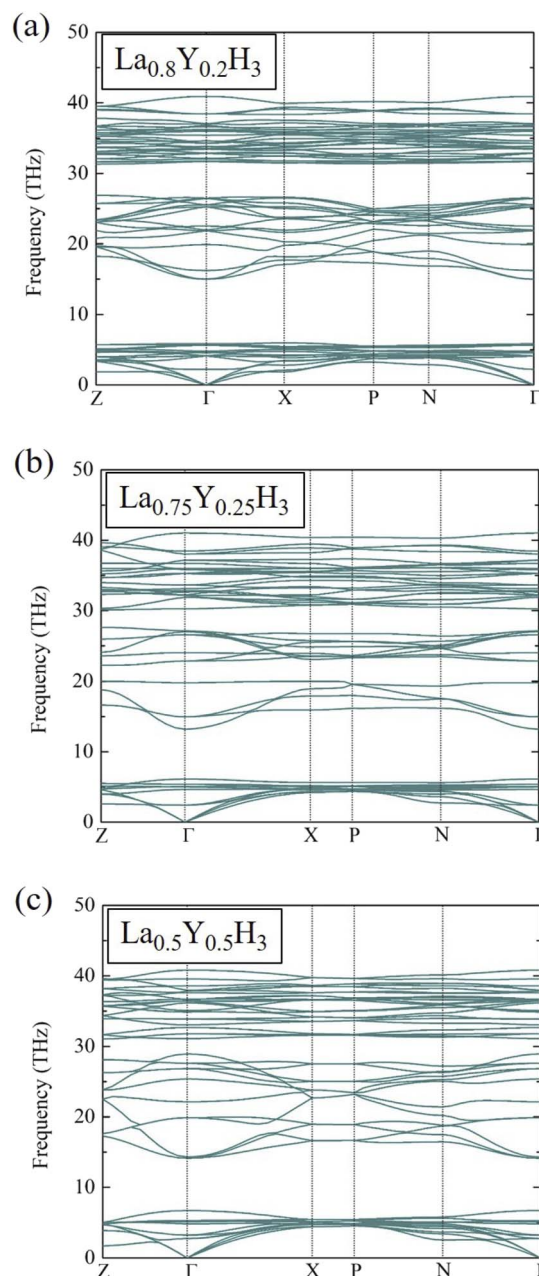 (a)
La0.8Y0.2H3
50
40
30
20
10
0
Frequency (THz)
Z Γ X P N Γ
(b)
La0.75Y0.25H3
50
40
30
20
10
0
Frequency (THz)
Z Γ X P N
(c)
La0.5Y0.5H3
50
40
30
20
10
0
Frequency (THz)
Z Γ X P N